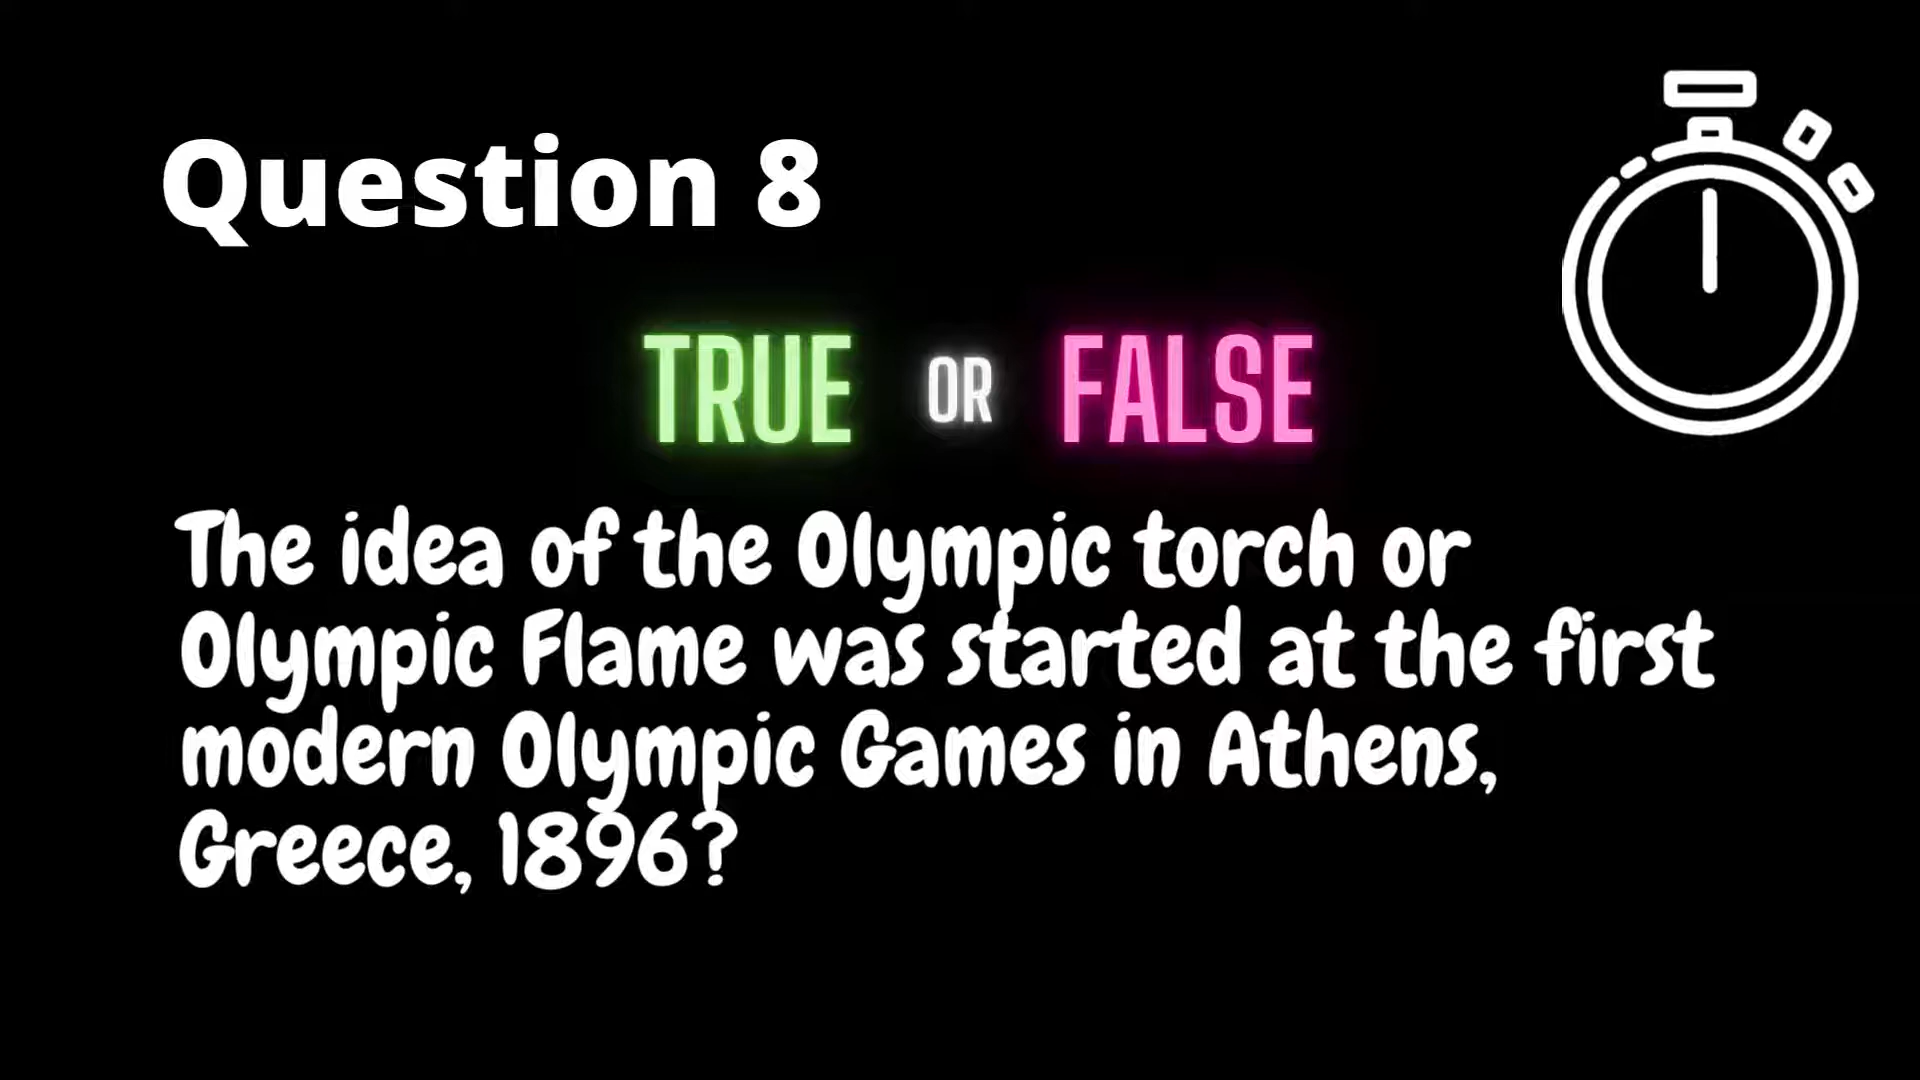 Question 8
TRUE OR FALSE
The idea of the Olympic torch or
Olympic Flame was started at the first
modern Olympic Games in Athens,
Greece, 1896?